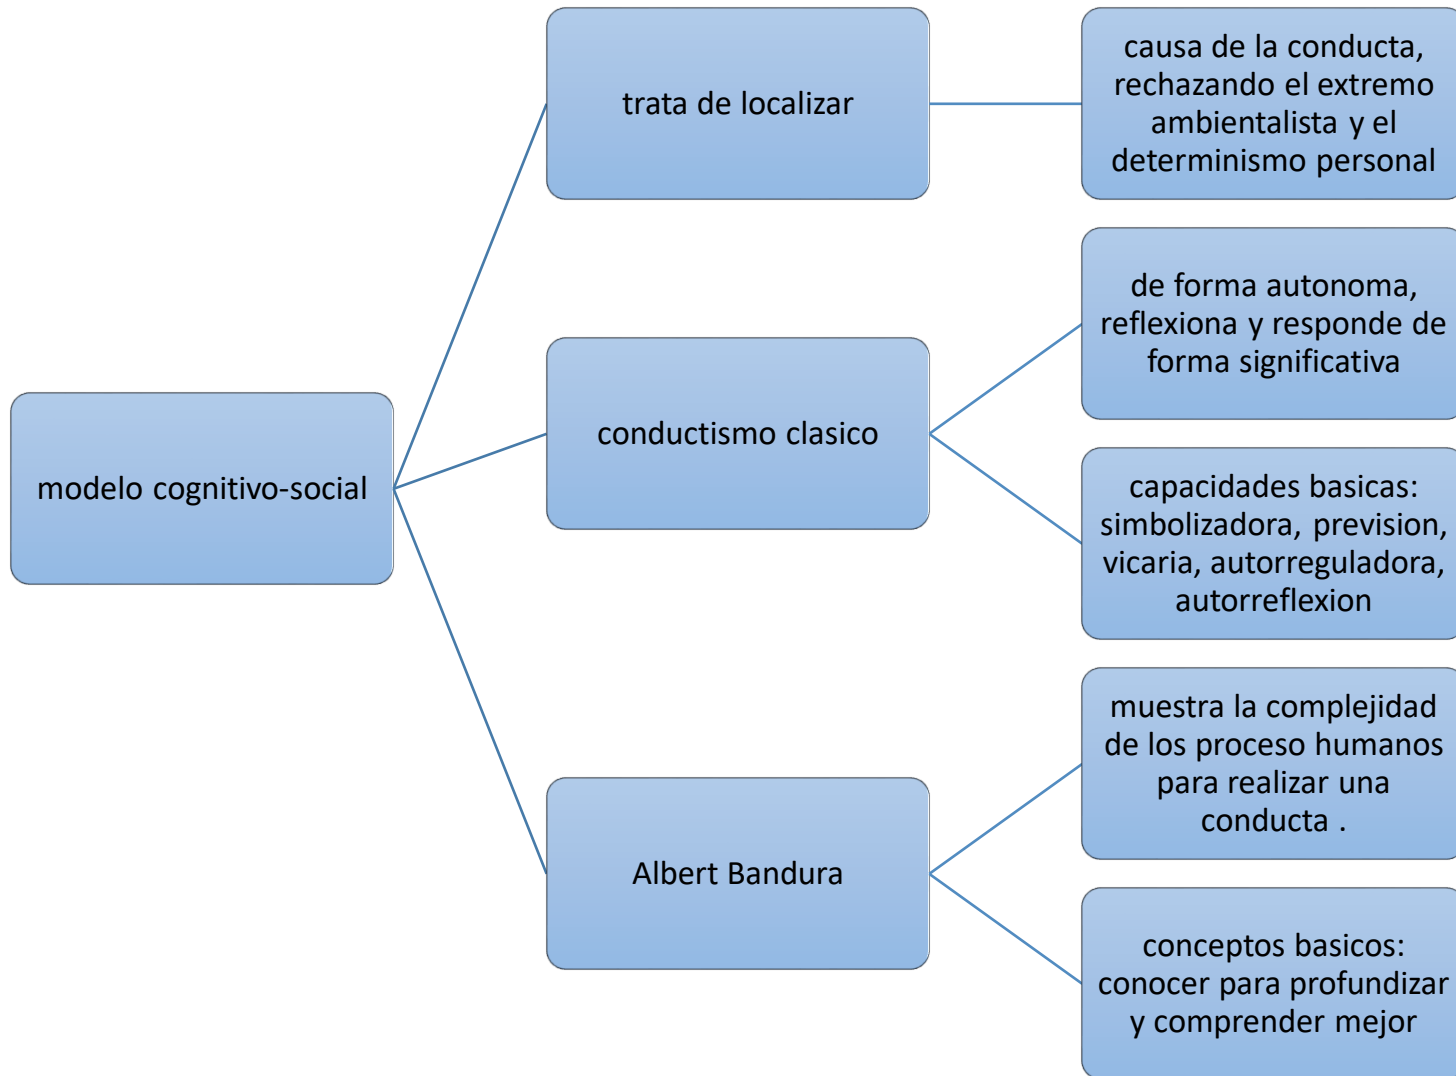 modelo cognitivo-social
trata de localizar
causa de la conducta,
rechazando el extremo
ambientalista y el
determinismo personal
conductismo clasico
de forma autonoma,
reflexiona y responde de
forma significativa
capacidades basicas:
simbolizadora, prevision,
vicaria, autorreguladora,
autorreflexion
Albert Bandura
muestra la complejidad
de los proceso humanos
para realizar una
conducta .
conceptos basicos:
conocer para profundizar
y comprender mejor